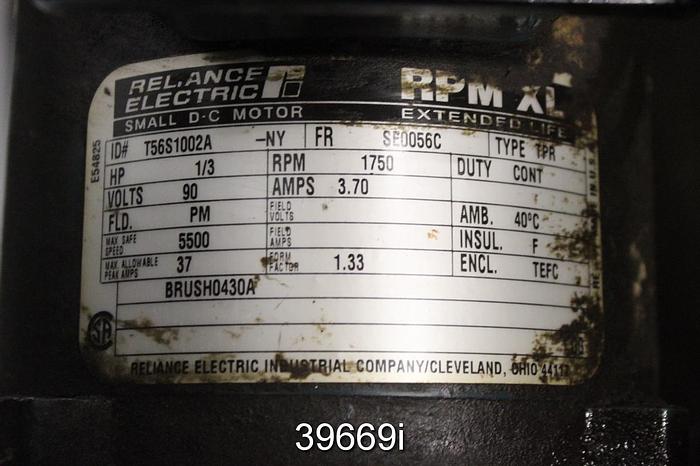 RELIANCE ELECTRIC RPM XL
SMALL D-C MOTOR EXTENDED LIFE
E54825
ID# T56S1002A -NY FR SE0056C TYPE TPR
HP 1/3 RPM 1750 DUTY CONT
VOLTS 90 AMPS 3.70
FLD. PM FIELD VOLTS AMB. 40°C
MAX SAFE SPEED 5500 FIELD AMPS INSUL. F
MAX. ALLOWABLE PEAK AMPS 37 FORM FACTOR 1.33 ENCL. TEFC
BRUSH0430A
SA
RELIANCE ELECTRIC INDUSTRIAL COMPANY/CLEVELAND, OHIO 44117
39669i